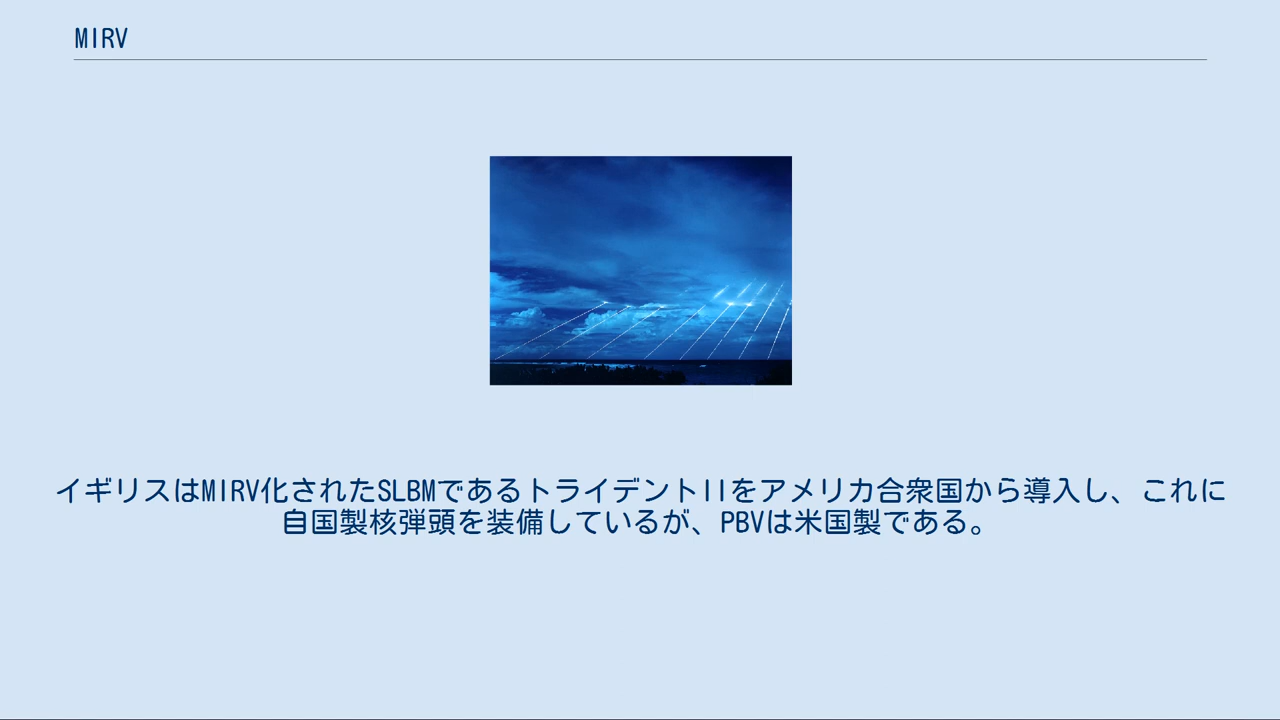 MIRV
イギリスはMIRV化されたSLBMであるトライデントIIをアメリカ合衆国から導入し、これに
自国製核弾頭を装備しているが、PBVは米国製である。